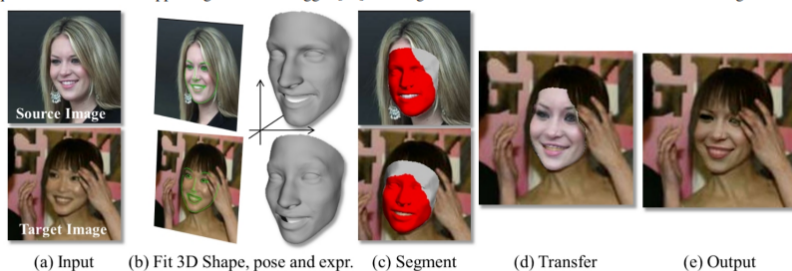 Source Image
Target Image
(a) Input
(b) Fit 3D Shape, pose and expr.
(c) Segment
(d) Transfer
(e) Output